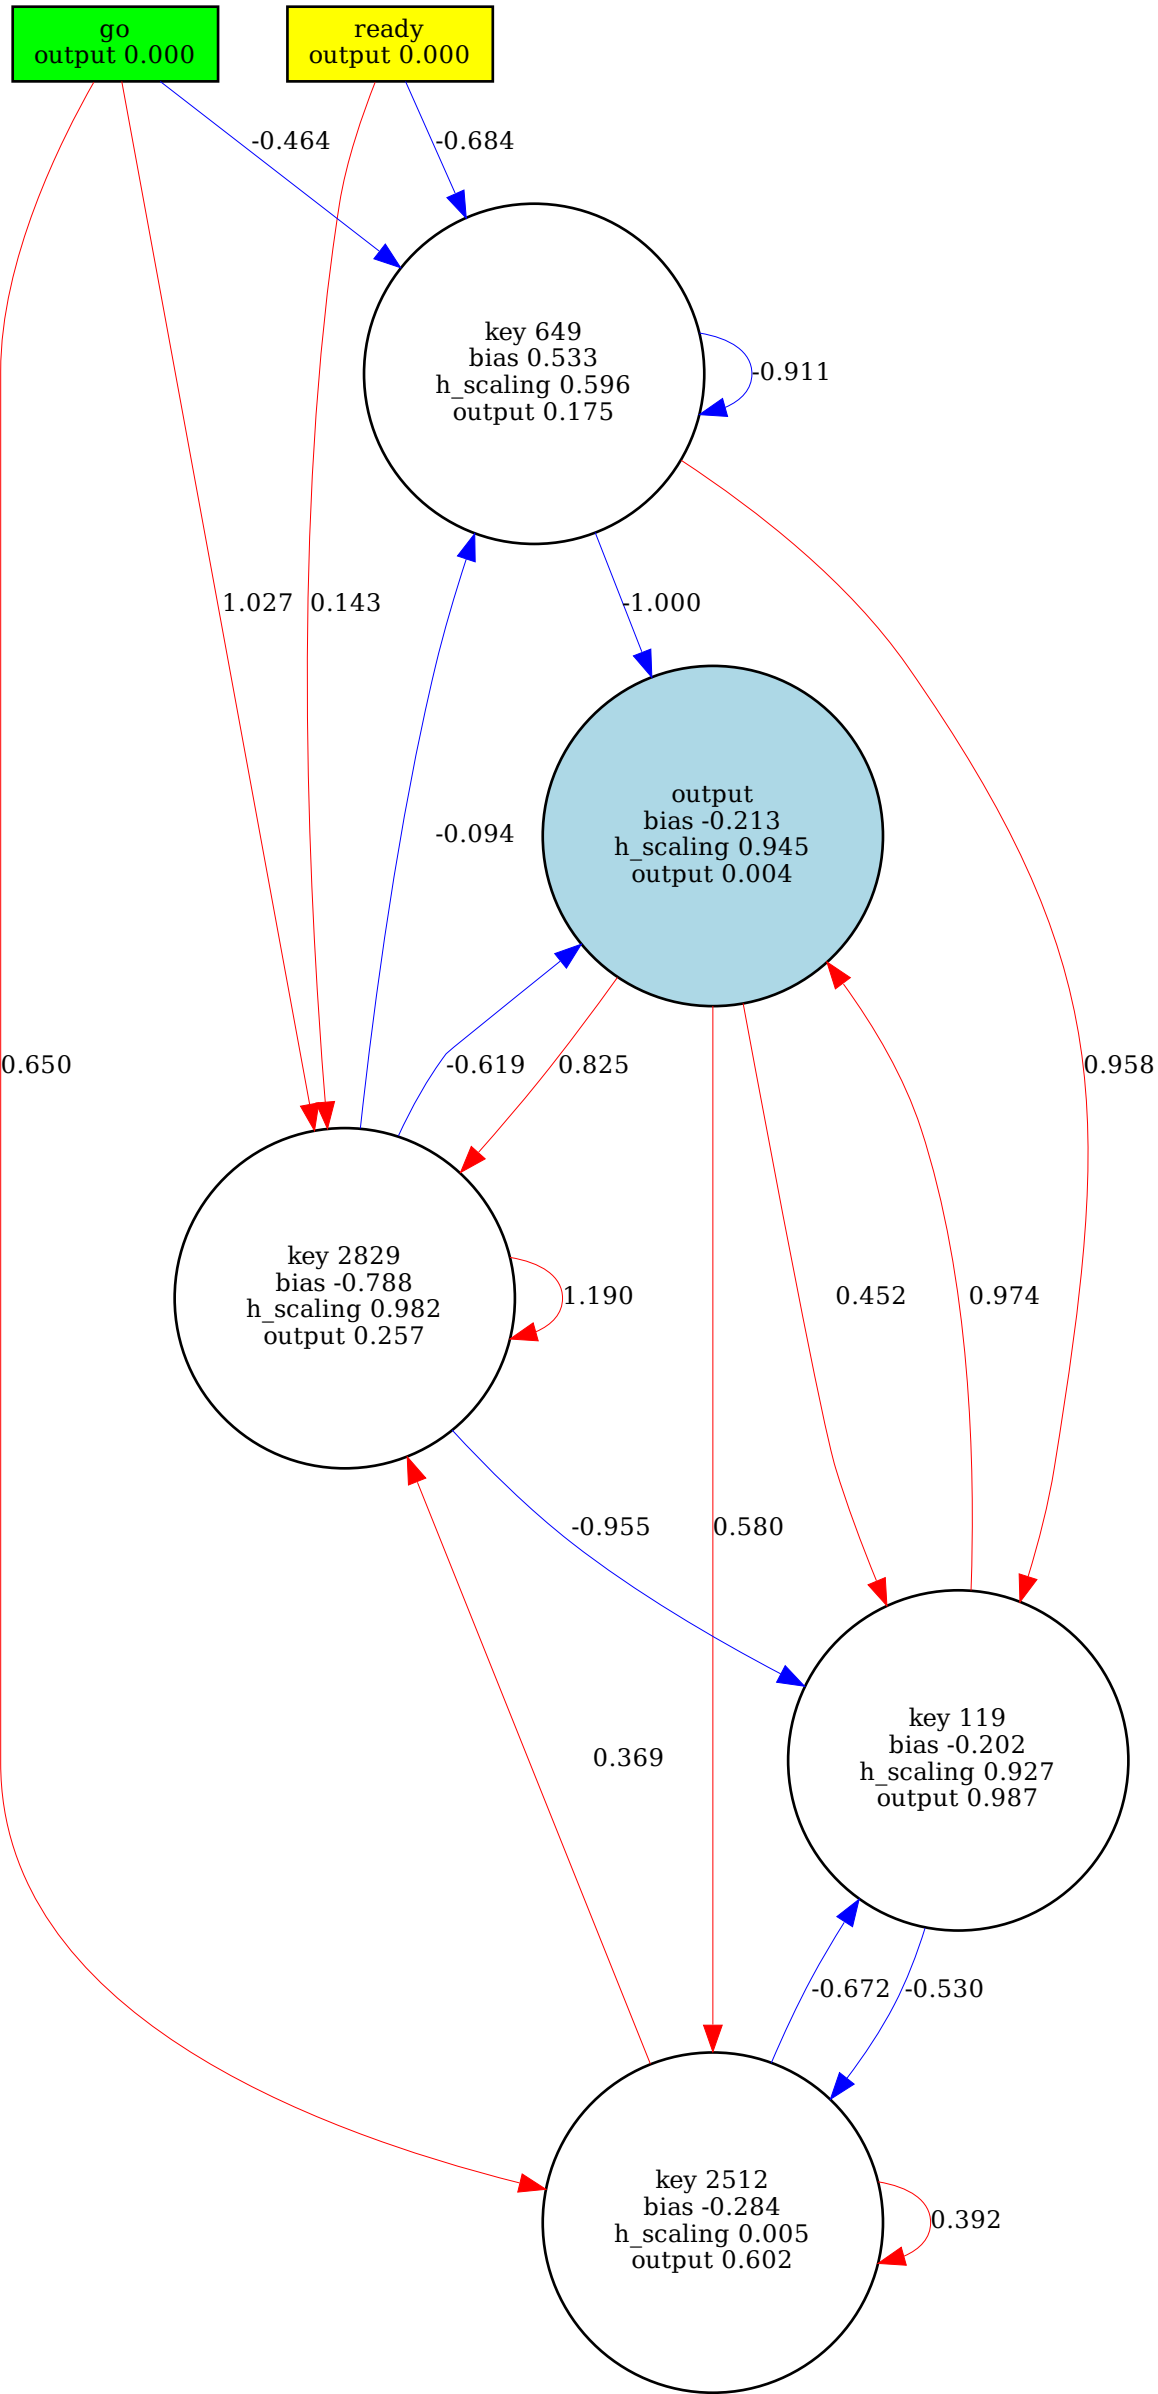 go
output 0.000
ready
output 0.000
-0.464
-0.684
key 649
bias 0.533
h_scaling 0.596
output 0.175
-0.911
1.027
0.143
-1.000
output
bias -0.213
h_scaling 0.945
output 0.004
-0.094
0.650
-0.619
0.825
0.958
key 2829
bias -0.788
h_scaling 0.982
output 0.257
1.190
0.452
0.974
-0.955
0.580
key 119
bias -0.202
h_scaling 0.927
output 0.987
0.369
-0.672
-0.530
key 2512
bias -0.284
h_scaling 0.005
output 0.602
0.392